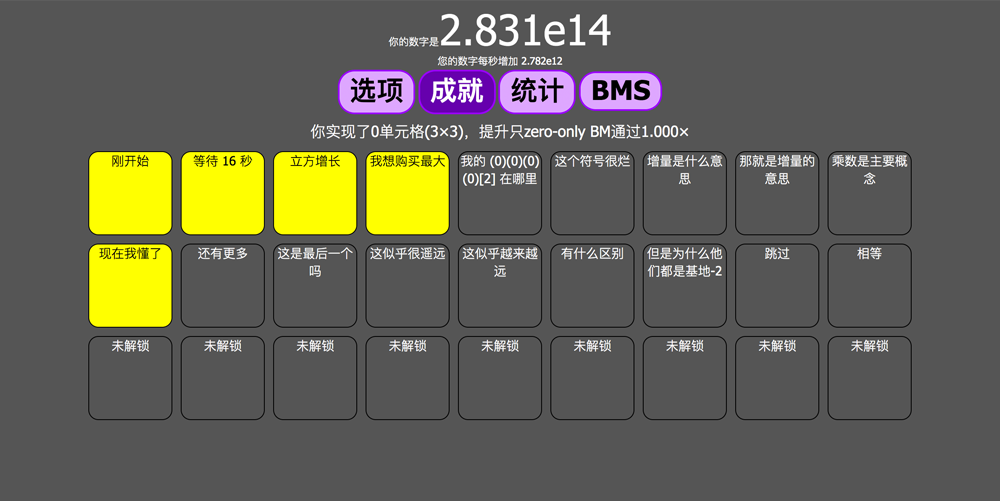 你的数字是2.831e14
您的数字每秒增加 2.782e12
选项 成就 统计 BMS
你实现了0单元格(3×3)，提升只zero-only BM通过1.000×
刚开始
等待 16 秒
立方增长
我想购买最大
我的 (0)(0)(0)
(0)[2] 在哪里
这个符号很烂
增量是什么意
思
那就是增量的
意思
乘数是主要概
念
现在我懂了
还有更多
这是最后一个
吗
这似乎很遥远
这似乎越来越
远
有什么区别
但是为什么他
们都是基地-2
跳过
相等
未解锁
未解锁
未解锁
未解锁
未解锁
未解锁
未解锁
未解锁
未解锁